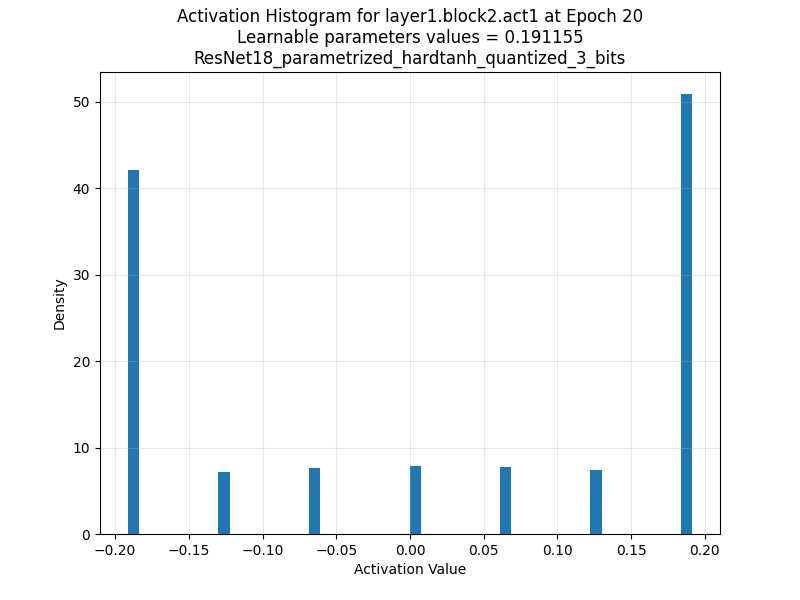 Activation Histogram for layer1.block2.act1 at Epoch 20
Learnable parameters values = 0.191155
ResNet18_parametrized_hardtanh_quantized_3_bits
50
40
30
20
10
0
Density
−0.20 −0.15 −0.10 −0.05 0.00 0.05 0.10 0.15 0.20
Activation Value